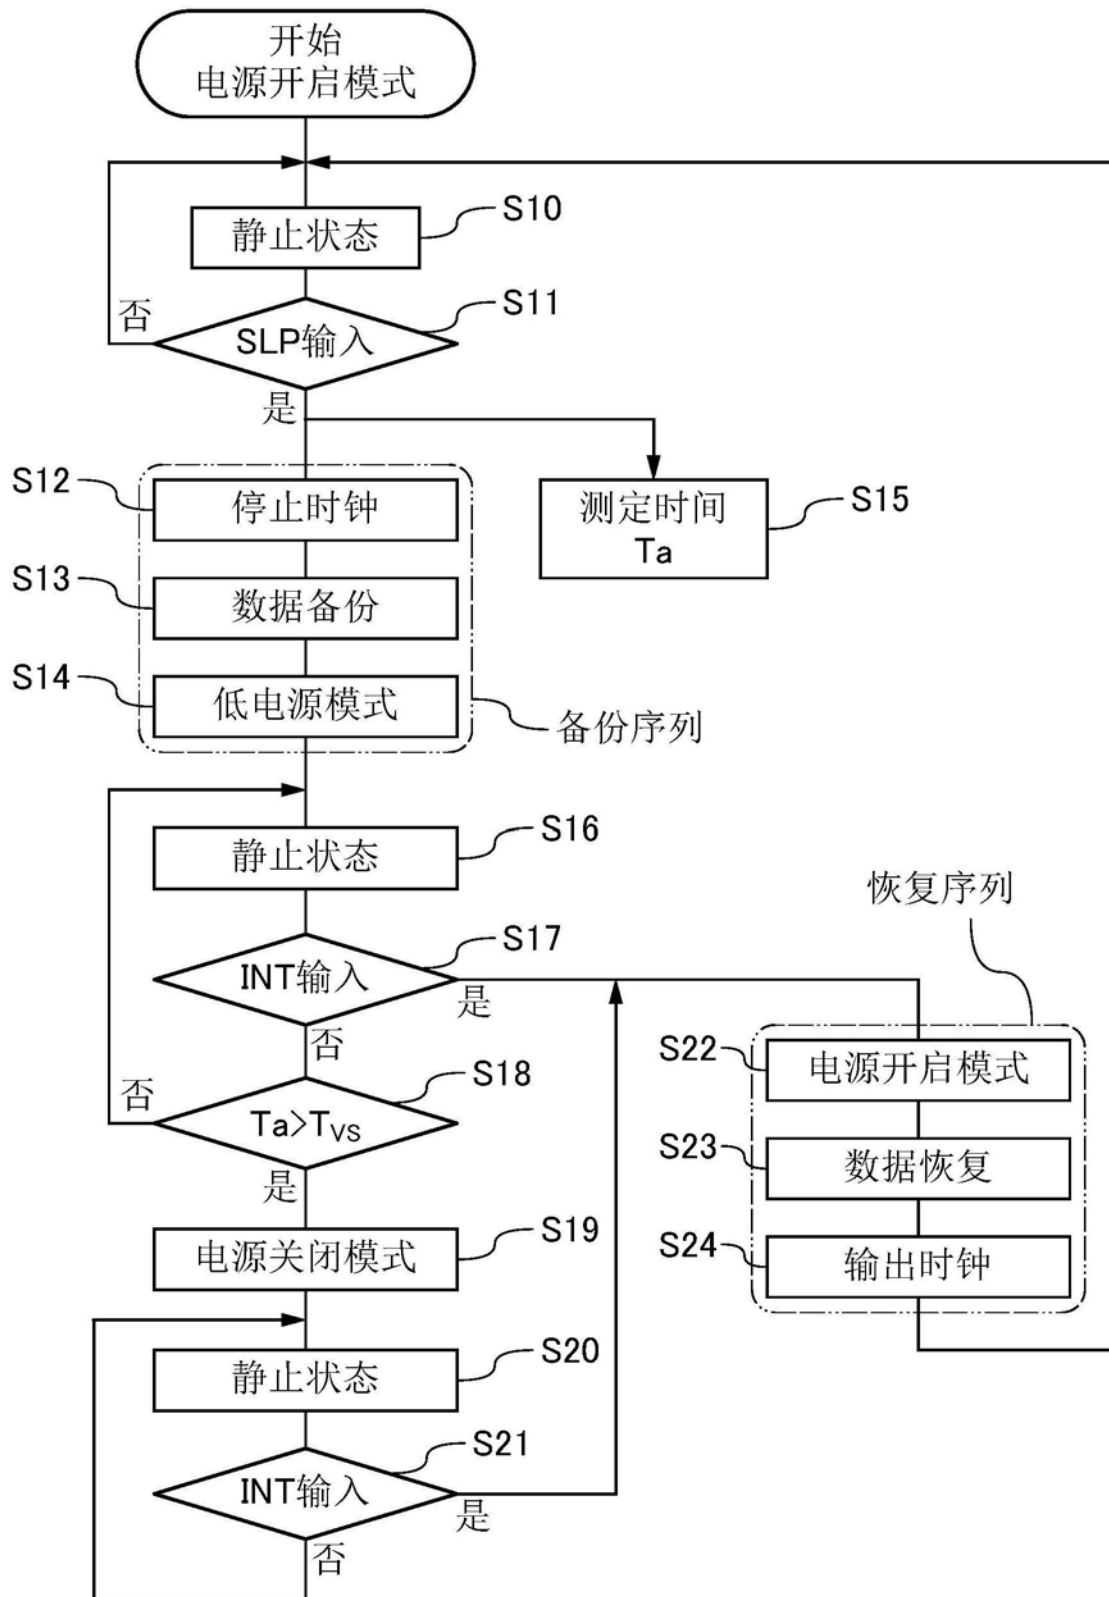 开始
电源开启模式
静止状态
S10
否
SLP输入
S11
是
S12
停止时钟
测定时间
Ta
S15
S13
数据备份
S14
低电源模式
备份序列
静止状态
S16
恢复序列
INT输入
S17
是
否
S22
电源开启模式
否
Ta>TVS
S18
S23
数据恢复
是
电源关闭模式
S19
S24
输出时钟
静止状态
S20
INT输入
S21
是
否